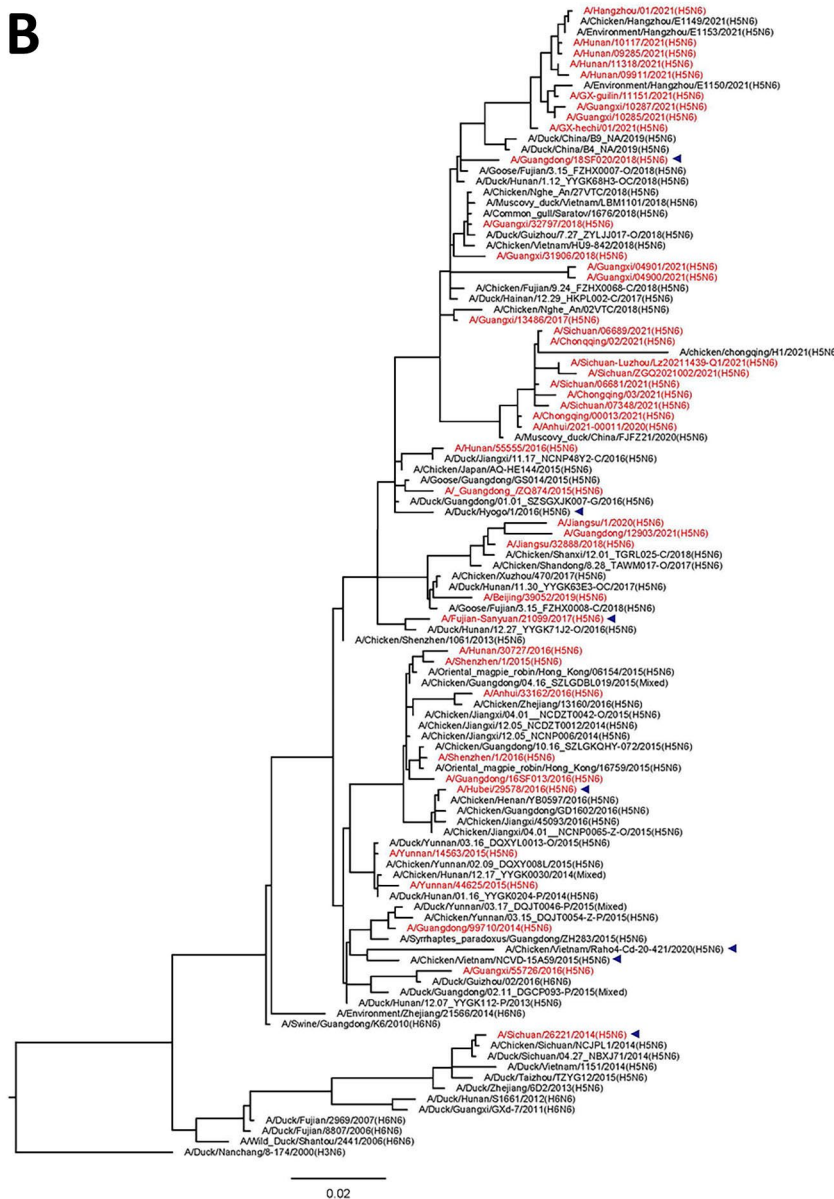 B
A/Hangzhou/01/2021(H5N6)
A/Chicken/Hangzhou/E1149/2021(H5N6)
A/Environment/Hangzhou/E1153/2021(H5N6)
A/Hunan/10117/2021(H5N6)
A/Hunan/09285/2021(H5N6)
A/Hunan/11318/2021(H5N6)
A/Hunan/09911/2021(H5N6)
A/Environment/Hangzhou/E1150/2021(H5N6)
A/GX-guilin/11151/2021(H5N6)
A/Guangxi/10287/2021(H5N6)
A/Guangxi/10285/2021(H5N6)
A/GX-hechi/01/2021(H5N6)
A/Duck/China/B9_NA/2019(H5N6)
A/Duck/China/B4_NA/2019(H5N6)
A/Guangdong/18SF020/2018(H5N6)
A/Goose/Fujian/3.15_FZHX0007-O/2018(H5N6)
A/Duck/Hunan/1.12_YYGK68H3-OC/2018(H5N6)
A/Chicken/Nghe_An/27VTC/2018(H5N6)
A/Muscovy_duck/Vietnam/LBM1101/2018(H5N6)
A/Common_gull/Saratov/1676/2018(H5N6)
A/Guangxi/32797/2018(H5N6)
A/Duck/Guizhou/7.27_ZYLJJ017-O/2018(H5N6)
A/Chicken/Vietnam/HU9-842/2018(H5N6)
A/Guangxi/31906/2018(H5N6)
A/Guangxi/04901/2021(H5N6)
A/Guangxi/04900/2021(H5N6)
A/Chicken/Fujian/9.24_FZHX0068-C/2018(H5N6)
A/Duck/Hainan/12.29_HKPL002-C/2017(H5N6)
A/Chicken/Nghe_An/02VTC/2018(H5N6)
A/Guangxi/13486/2017(H5N6)
A/Sichuan/06689/2021(H5N6)
A/Chongqing/02/2021(H5N6)
A/chicken/chongqing/H1/2021(H5N6
A/Sichuan-Luzhou/Lz20211439-Q1/2021(H5N6)
A/Sichuan/ZGQ2021002/2021(H5N6)
A/Sichuan/06681/2021(H5N6)
A/Chongqing/03/2021(H5N6)
A/Sichuan/07348/2021(H5N6)
A/Chongqing/00013/2021(H5N6)
A/Anhui/2021-00011/2020(H5N6)
A/Muscovy_duck/China/FJFZ21/2020(H5N6)
A/Hunan/55555/2016(H5N6)
A/Duck/Jiangxi/11.17_NCNP48Y2-C/2016(H5N6)
A/Chicken/Japan/AQ-HE144/2015(H5N6)
A/Goose/Guangdong/GS014/2015(H5N6)
A/_Guangdong_/ZQ874/2015(H5N6)
A/Duck/Guangdong/01.01_SZSGXJK007-G/2016(H5N6)
A/Duck/Hyogo/1/2016(H5N6)
A/Jiangsu/1/2020(H5N6)
A/Guangdong/12903/2021(H5N6)
A/Jiangsu/32888/2018(H5N6)
A/Chicken/Shanxi/12.01_TGRL025-C/2018(H5N6)
A/Chicken/Shandong/8.28_TAWM017-O/2017(H5N6)
A/Chicken/Xuzhou/470/2017(H5N6)
A/Duck/Hunan/11.30_YYGK63E3-OC/2017(H5N6)
A/Beijing/39052/2019(H5N6)
A/Goose/Fujian/3.15_FZHX0008-C/2018(H5N6)
A/Fujian-Sanyuan/21099/2017(H5N6)
A/Duck/Hunan/12.27_YYGK71J2-O/2016(H5N6)
A/Chicken/Shenzhen/1061/2013(H5N6)
A/Hunan/30727/2016(H5N6)
A/Shenzhen/1/2015(H5N6)
A/Oriental_magpie_robin/Hong_Kong/06154/2015(H5N6)
A/Chicken/Guangdong/04.16_SZLGDBL019/2015(Mixed)
A/Anhui/33162/2016(H5N6)
A/Chicken/Zhejiang/13160/2016(H5N6)
A/Chicken/Jiangxi/04.01__NCDZT0042-O/2015(H5N6)
A/Chicken/Jiangxi/12.05_NCDZT0012/2014(H5N6)
A/Chicken/Jiangxi/12.05_NCNP006/2014(H5N6)
A/Chicken/Guangdong/10.16_SZLGKQHY-072/2015(H5N6)
A/Shenzhen/1/2016(H5N6)
A/Oriental_magpie_robin/Hong_Kong/16759/2015(H5N6)
A/Guangdong/16SF013/2016(H5N6)
A/Hubei/29578/2016(H5N6)
A/Chicken/Henan/YB0597/2016(H5N6)
A/Chicken/Guangdong/GD1602/2016(H5N6)
A/Chicken/Jiangxi/45093/2016(H5N6)
A/Chicken/Jiangxi/04.01__NCNP0065-Z-O/2015(H5N6)
A/Duck/Yunnan/03.16_DQXYL0013-O/2015(H5N6)
A/Yunnan/14563/2015(H5N6)
A/Chicken/Yunnan/02.09_DQXY008L/2015(H5N6)
A/Chicken/Hunan/12.17_YYGK0030/2014(Mixed)
A/Yunnan/44625/2015(H5N6)
A/Duck/Hunan/01.16_YYGK0204-P/2014(H5N6)
A/Duck/Yunnan/03.17_DQJT0046-P/2015(Mixed)
A/Chicken/Yunnan/03.15_DQJT0054-Z-P/2015(H5N6)
A/Guangdong/99710/2014(H5N6)
A/Syrrhaptes_paradoxus/Guangdong/ZH283/2015(H5N6)
A/Chicken/Vietnam/Raho4-Cd-20-421/2020(H5N6)
A/Chicken/Vietnam/NCVD-15A59/2015(H5N6)
A/Guangxi/55726/2016(H5N6)
A/Duck/Guizhou/02/2016(H6N6)
A/Duck/Guangdong/02.11_DGCP093-P/2015(Mixed)
A/Duck/Hunan/12.07_YYGK112-P/2013(H5N6)
A/Environment/Zhejiang/21566/2014(H6N6)
A/Swine/Guangdong/K6/2010(H6N6)
A/Sichuan/26221/2014(H5N6)
A/Chicken/Sichuan/NCJPL1/2014(H5N6)
A/Duck/Sichuan/04.27_NBXJ71/2014(H5N6)
A/Duck/Vietnam/1151/2014(H5N6)
A/Duck/Taizhou/TZYG12/2015(H5N6)
A/Duck/Zhejiang/6D2/2013(H5N6)
A/Duck/Hunan/S1661/2012(H6N6)
A/Duck/Guangxi/GXd-7/2011(H6N6)
A/Duck/Fujian/2969/2007(H6N6)
A/Duck/Fujian/8807/2006(H6N6)
A/Wild_Duck/Shantou/2441/2006(H6N6)
A/Duck/Nanchang/8-174/2000(H3N6)
0.02